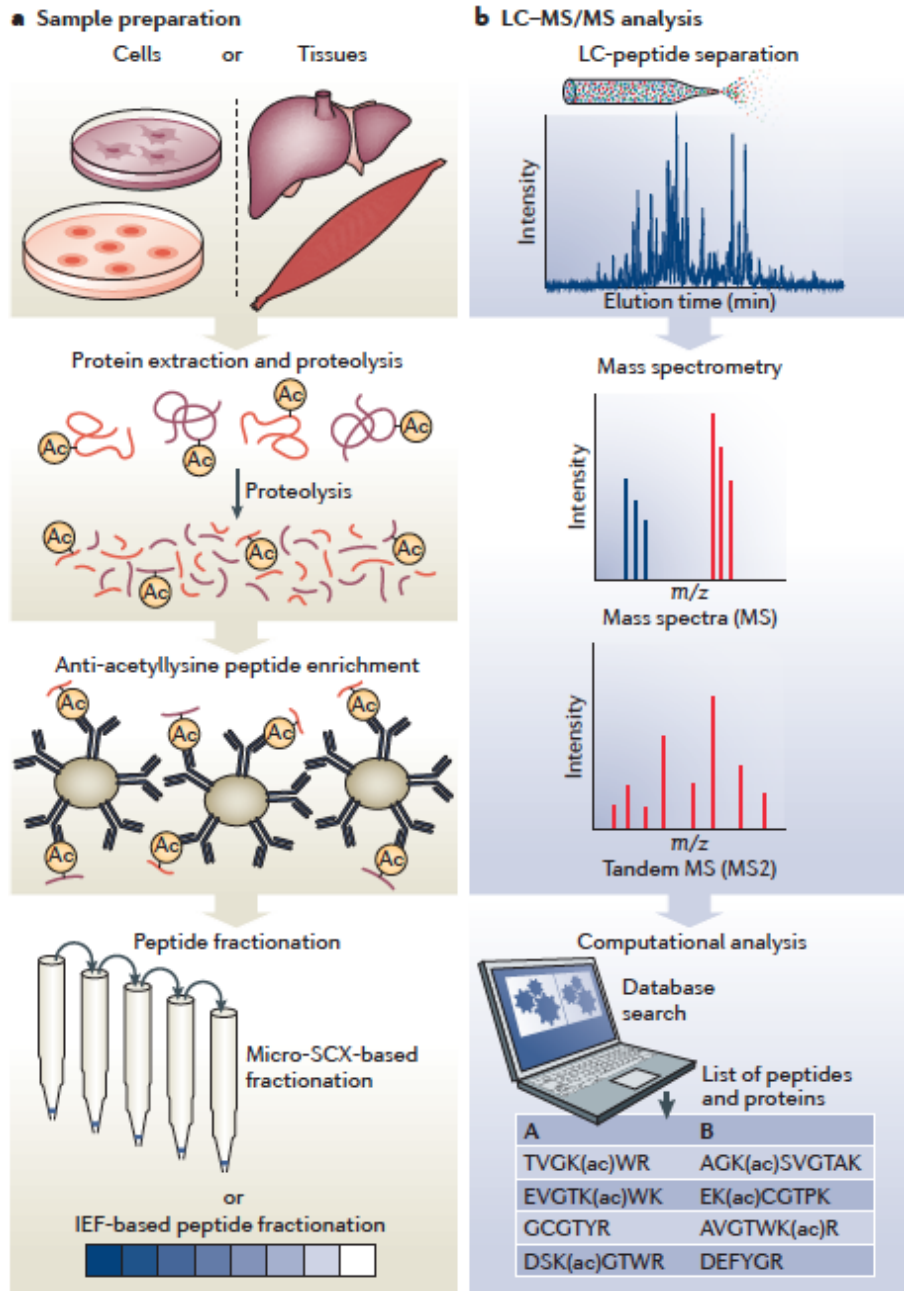 a Sample preparation
Cells or Tissues
Protein extraction and proteolysis
Ac
Ac
Ac
Ac
Proteolysis
Ac
Ac
Ac
Ac
Anti-acetyllysine peptide enrichment
Ac
Ac
Ac
Ac
Ac
Ac
Ac
Peptide fractionation
Micro-SCX-based
fractionation
or
IEF-based peptide fractionation
b LC–MS/MS analysis
LC-peptide separation
Intensity
Elution time (min)
Mass spectrometry
Intensity
m/z
Mass spectra (MS)
Intensity
m/z
Tandem MS (MS2)
Computational analysis
Database
search
List of peptides
and proteins
A B
TVGK(ac)WR AGK(ac)SVGTAK
EVGTK(ac)WK EK(ac)CGTPK
GCGTYR AVGTWK(ac)R
DSK(ac)GTWR DEFYGR